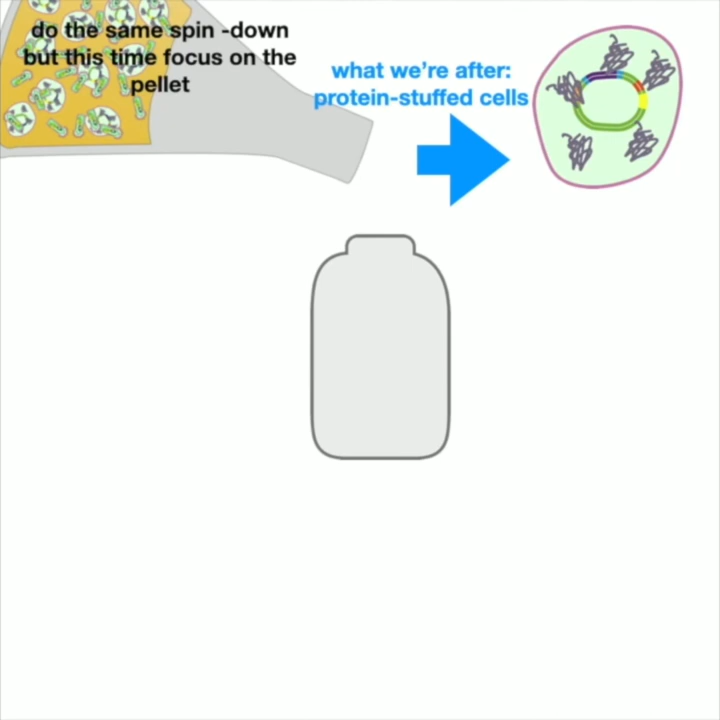 do the same spin -down
but this time focus on the
pellet
what we're after:
protein-stuffed cells